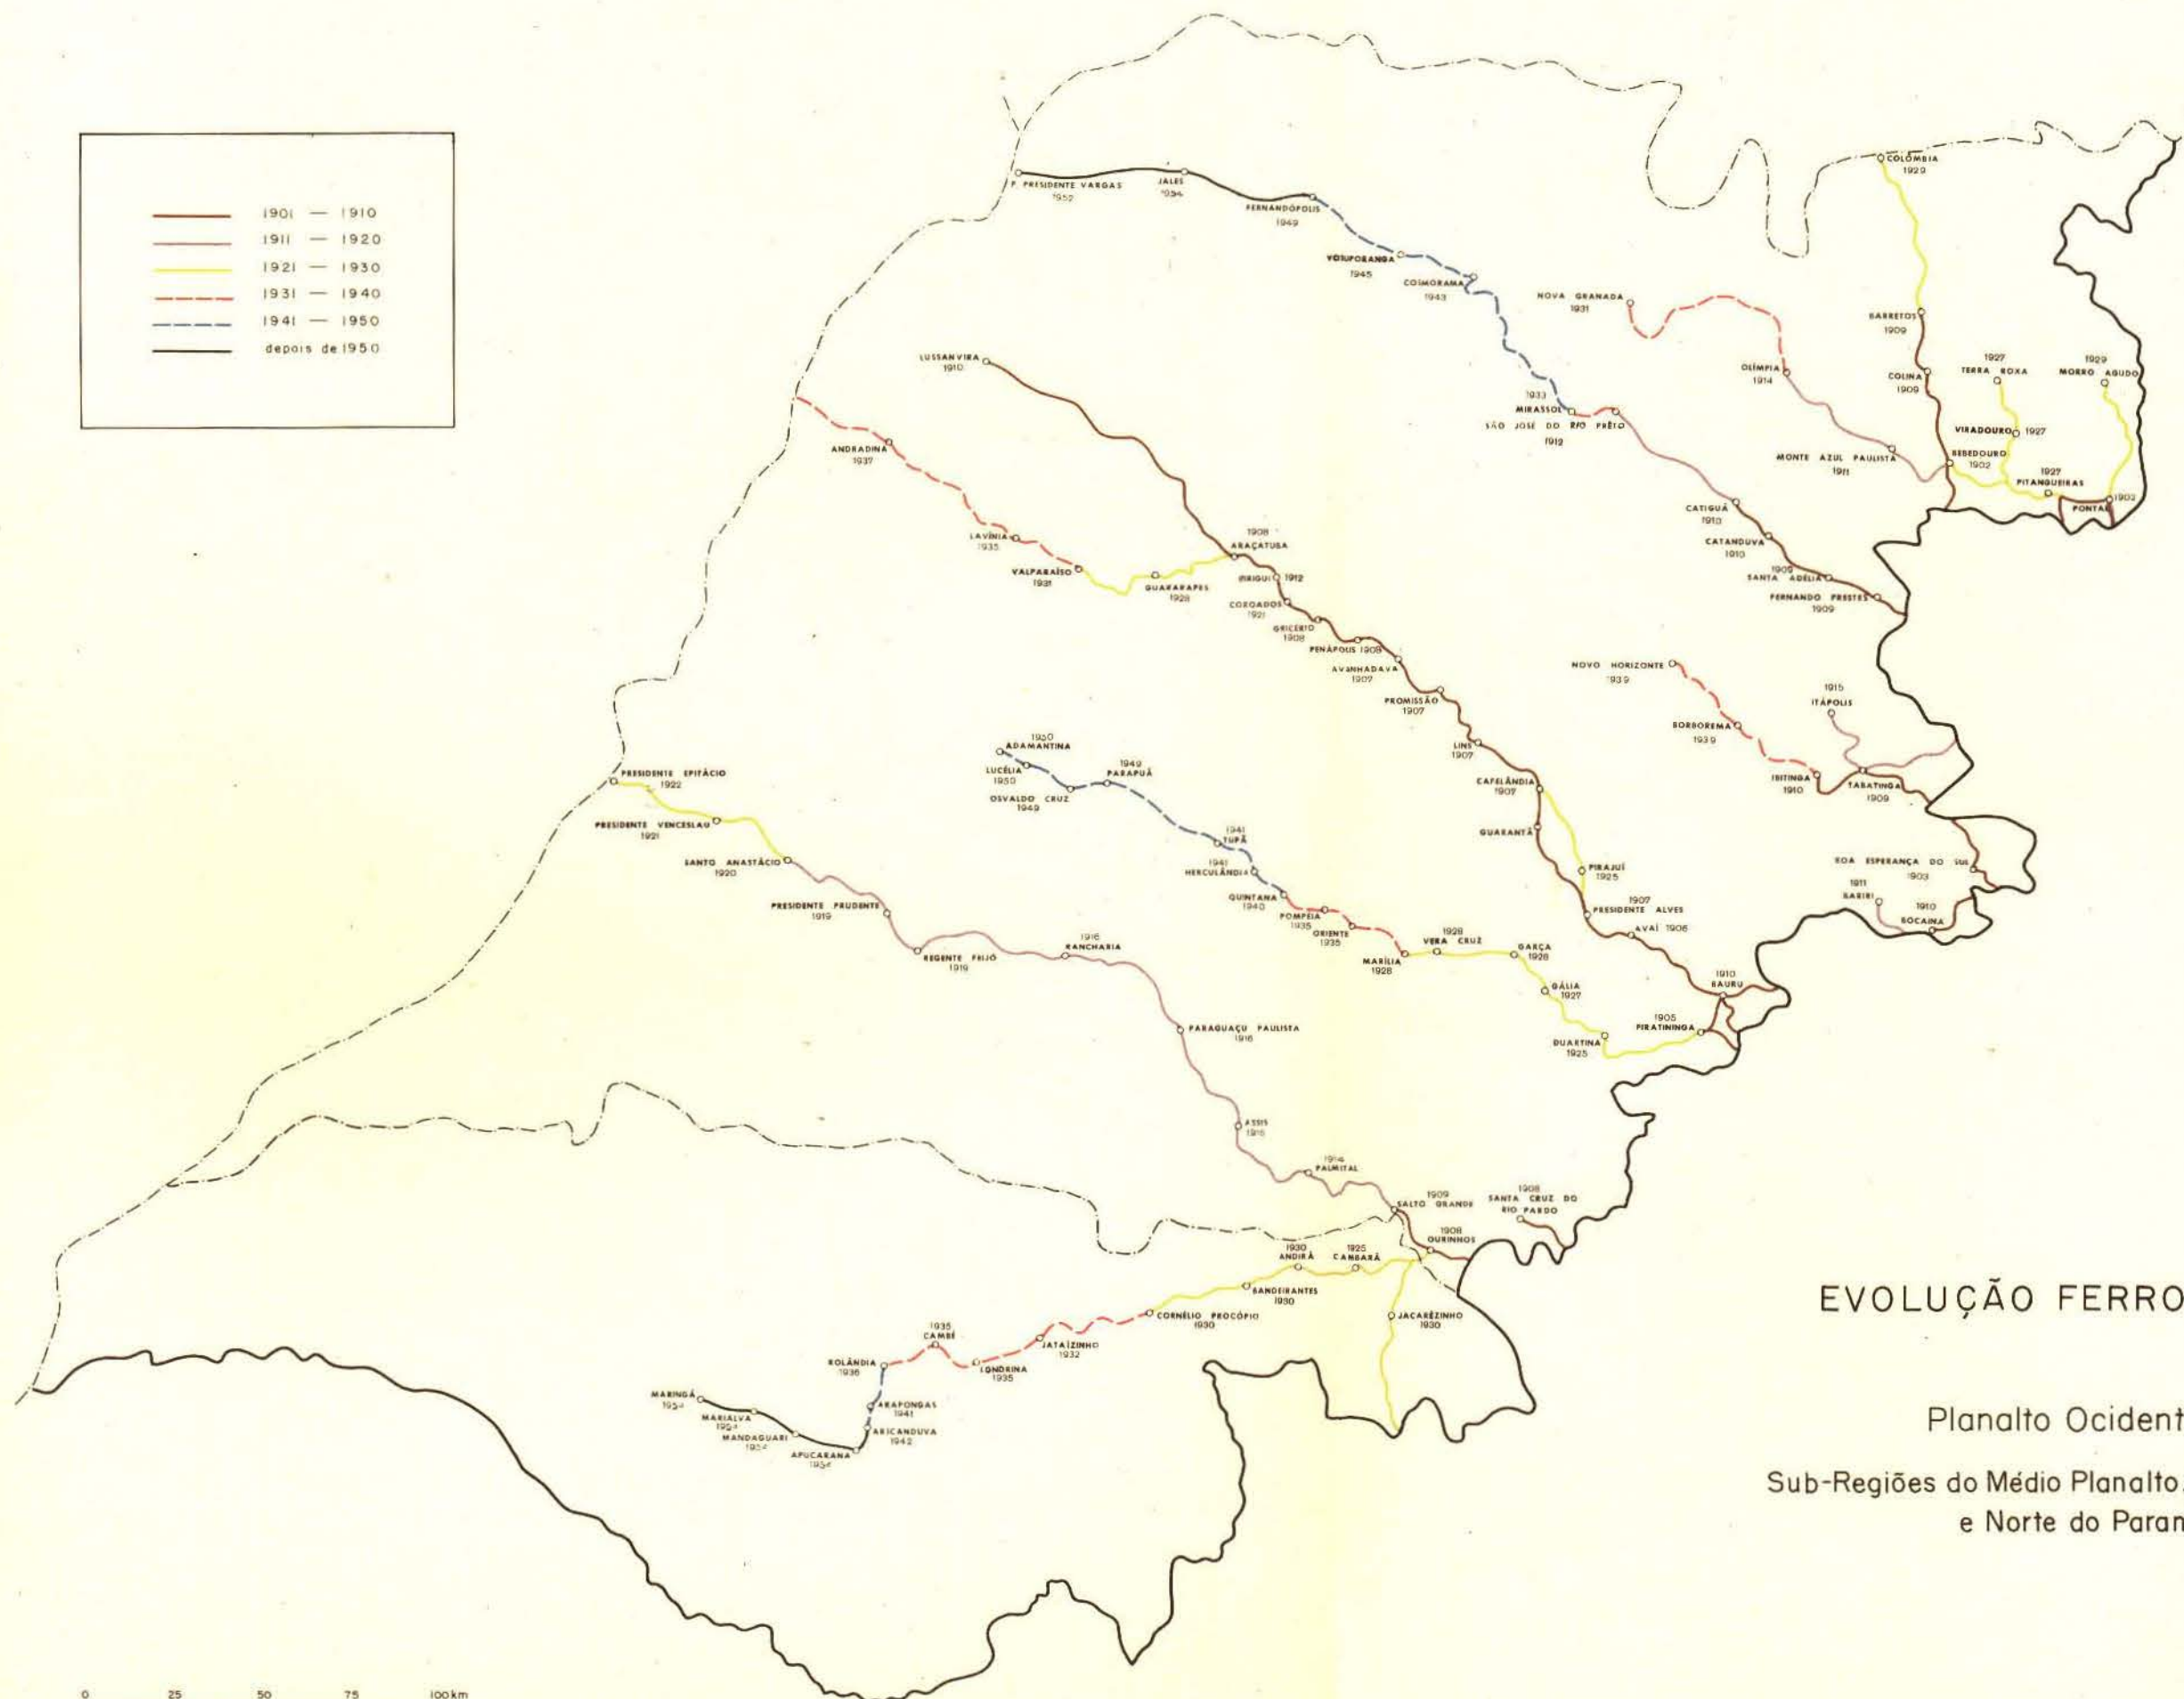 1901 — 1910
1911 — 1920
1921 — 1930
1931 — 1940
1941 — 1950
depois de 1950
COLÔMBIA
1929
P. PRESIDENTE VARGAS
1952
JALES
FERNANDÓPOLIS
1949
VOTUPORANGA
1945
COSMORAMA
1943
NOVA GRANADA
1931
BARRETOS
1909
LUSSANVIRA
1910
OLÍMPIA
1914
COLINA
1909
1927
TERRA ROXA
1929
MORRO AGUDO
1933
MIRASSOL
SÃO JOSÉ DO RIO PRÊTO
1912
VIRADOURO 1927
ANDRADINA
1937
MONTE AZUL PAULISTA
1911
BEBEDOURO
1902
1927
PITANGUEIRAS
1903
PONTAL
CATIGUÁ
1910
LAVÍNIA
1935
1908
ARAÇATUBA
CATANDUVA
1910
VALPARAÍSO
1931
GUARARAPES
1928
BIRIGUI 1912
1909
SANTA ADÉLIA
COROADOS
1921
FERNANDO PRESTES
1909
GLICÉRIO
1908
PENÁPOLIS 1908
AVANHADAVA
1907
NOVO HORIZONTE
1939
PROMISSÃO
1907
1915
ITÁPOLIS
BORBOREMA
1939
LINS
1907
1950
ADAMANTINA
LUCÉLIA
1950
1949
PARAPUÃ
OSVALDO CRUZ
1949
PRESIDENTE EPITÁCIO
1922
CAFELÂNDIA
1907
IBITINGA
1910
TABATINGA
1909
PRESIDENTE VENCESLAU
1921
GUARANTÃ
1941
TUPÃ
SANTO ANASTÁCIO
1920
1941
HERCULÂNDIA
PIRAJUÍ
1925
BOA ESPERANÇA DO SUL
1903
QUINTANA
1940
1911
BARIRI
1910
BOCAINA
PRESIDENTE PRUDENTE
1919
POMPÉIA
1935
1907
PRESIDENTE ALVES
ORIENTE
1935
AVAÍ 1906
1916
RANCHARIA
1928
VERA CRUZ
GARÇA
1928
REGENTE FEIJÓ
1919
MARÍLIA
1928
1910
BAURU
GÁLIA
1927
1905
PIRATININGA
PARAGUAÇU PAULISTA
1916
DUARTINA
1925
ASSIS
1914
PALMITAL
1909
SALTO GRANDE
1908
SANTA CRUZ DO
RIO PARDO
1908
OURINHOS
1930
ANDIRÁ
1925
CAMBARÁ
BANDEIRANTES
1930
CORNÉLIO PROCÓPIO
1930
JACARÈZINHO
1930
EVOLUÇÃO FERRO
1935
CAMBÉ
JATAÌZINHO
1932
ROLÂNDIA
1936
LONDRINA
1935
MARINGÁ
1954
ARAPONGAS
1941
MARIALVA
1954
ARICANDUVA
1942
MANDAGUARI
1954
APUCARANA
1954
Planalto Ocident
Sub-Regiões do Médio Planalto,
e Norte do Paran
0 25 50 75 100 km